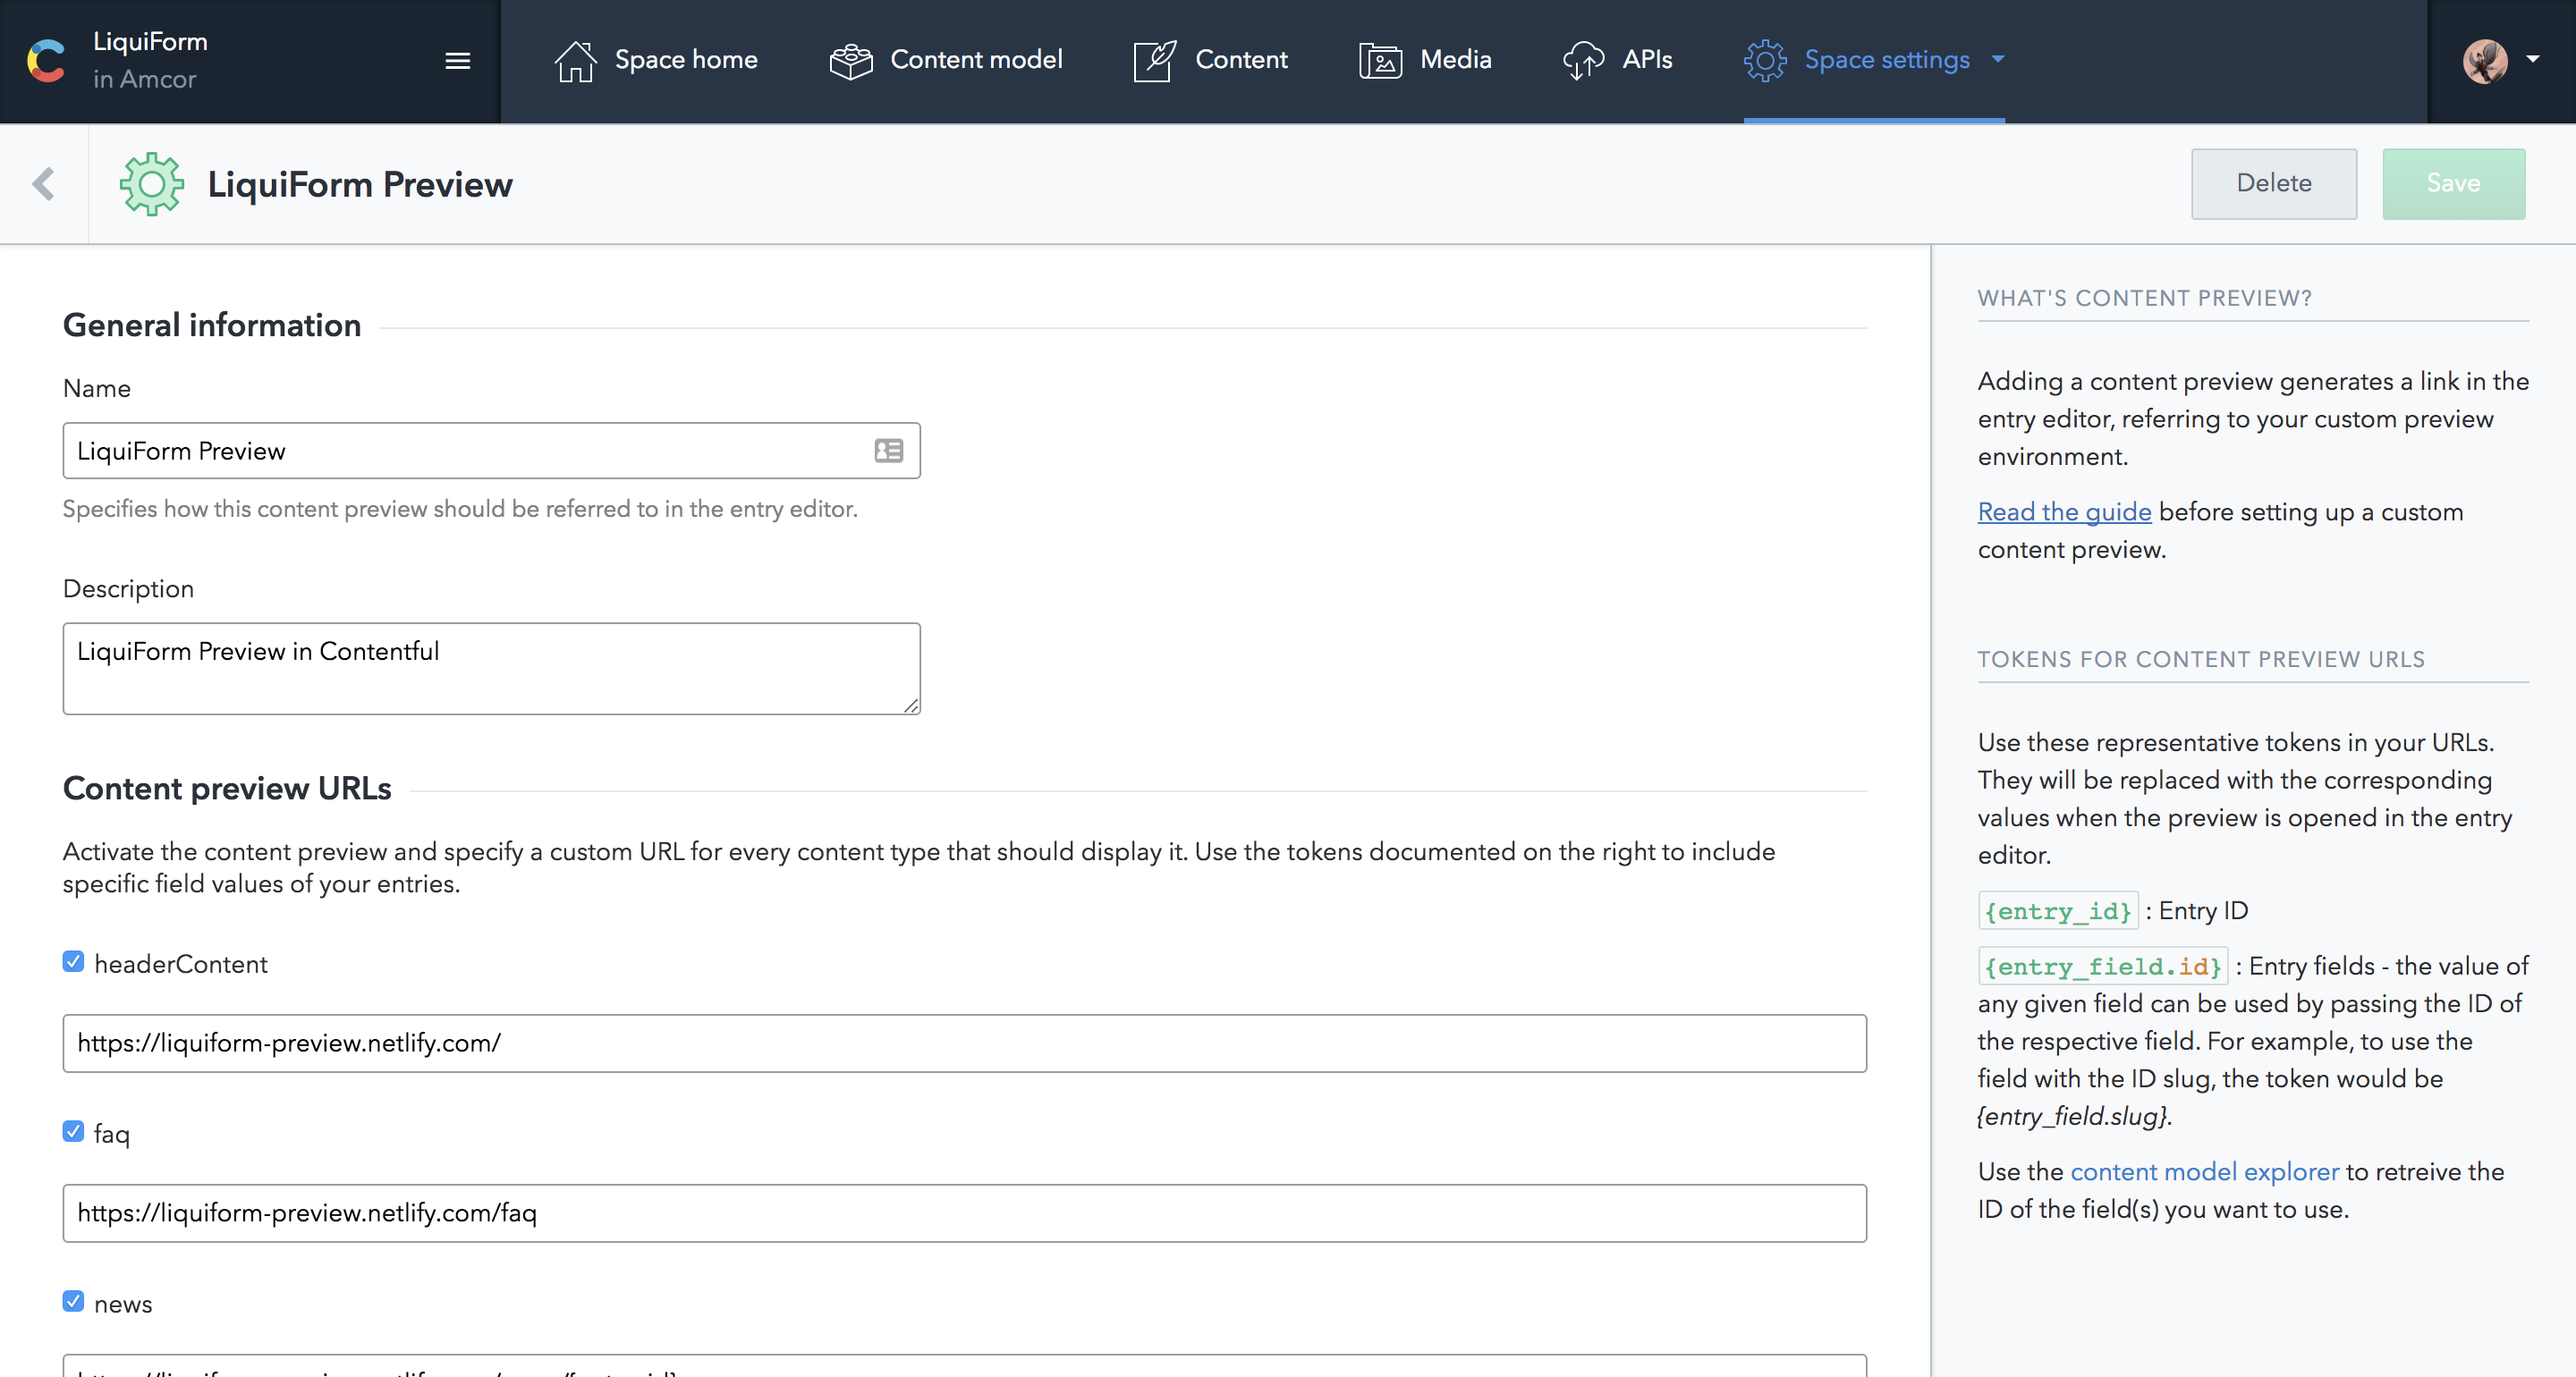 LiquiForm
in Amcor
Space home
Content model
Content
Media
APIs
Space settings
LiquiForm Preview
Delete
Save
General information
Name
LiquiForm Preview
Specifies how this content preview should be referred to in the entry editor.
Description
LiquiForm Preview in Contentful
Content preview URLs
Activate the content preview and specify a custom URL for every content type that should display it. Use the tokens documented on the right to include
specific field values of your entries.
headerContent
https://liquiform-preview.netlify.com/
faq
https://liquiform-preview.netlify.com/faq
news
WHAT'S CONTENT PREVIEW?
Adding a content preview generates a link in the
entry editor, referring to your custom preview
environment.
Read the guide before setting up a custom
content preview.
TOKENS FOR CONTENT PREVIEW URLS
Use these representative tokens in your URLs.
They will be replaced with the corresponding
values when the preview is opened in the entry
editor.
{entry_id} : Entry ID
{entry_field.id} : Entry fields - the value of
any given field can be used by passing the ID of
the respective field. For example, to use the
field with the ID slug, the token would be
{entry_field.slug}.
Use the content model explorer to retreive the
ID of the field(s) you want to use.